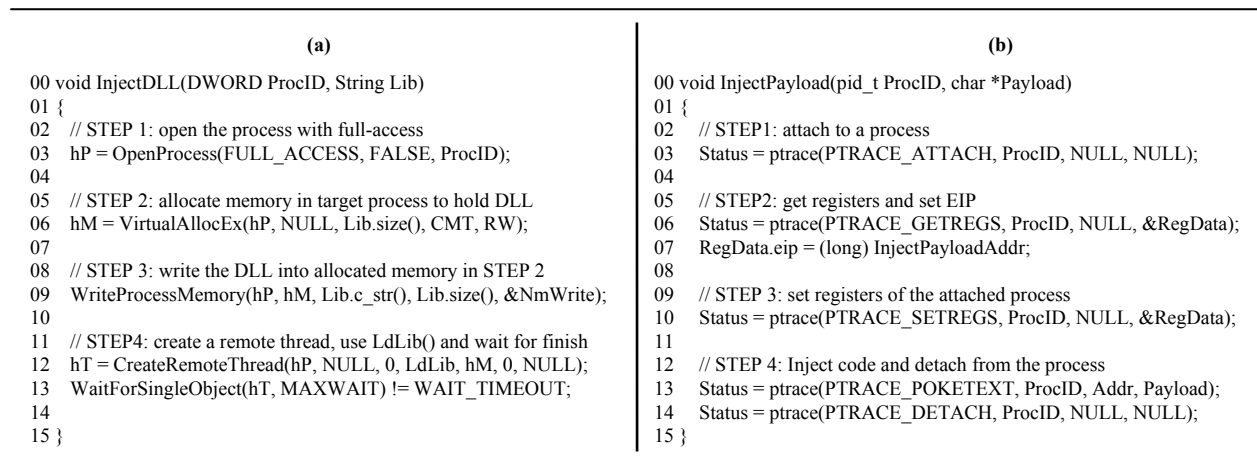 (a)
00 void InjectDLL(DWORD ProcID, String Lib)
01 {
02 // STEP 1: open the process with full-access
03 hP = OpenProcess(FULL_ACCESS, FALSE, ProcID);
04
05 // STEP 2: allocate memory in target process to hold DLL
06 hM = VirtualAllocEx(hP, NULL, Lib.size(), CMT, RW);
07
08 // STEP 3: write the DLL into allocated memory in STEP 2
09 WriteProcessMemory(hP, hM, Lib.c_str(), Lib.size(), &NmWrite);
10
11 // STEP4: create a remote thread, use LdLib() and wait for finish
12 hT = CreateRemoteThread(hP, NULL, 0, LdLib, hM, 0, NULL);
13 WaitForSingleObject(hT, MAXWAIT) != WAIT_TIMEOUT;
14
15 }
(b)
00 void InjectPayload(pid_t ProcID, char *Payload)
01 {
02 // STEP1: attach to a process
03 Status = ptrace(PTRACE_ATTACH, ProcID, NULL, NULL);
04
05 // STEP2: get registers and set EIP
06 Status = ptrace(PTRACE_GETREGS, ProcID, NULL, &RegData);
07 RegData.eip = (long) InjectPayloadAddr;
08
09 // STEP 3: set registers of the attached process
10 Status = ptrace(PTRACE_SETREGS, ProcID, NULL, &RegData);
11
12 // STEP 4: Inject code and detach from the process
13 Status = ptrace(PTRACE_POKETEXT, ProcID, Addr, Payload);
14 Status = ptrace(PTRACE_DETACH, ProcID, NULL, NULL);
15 }